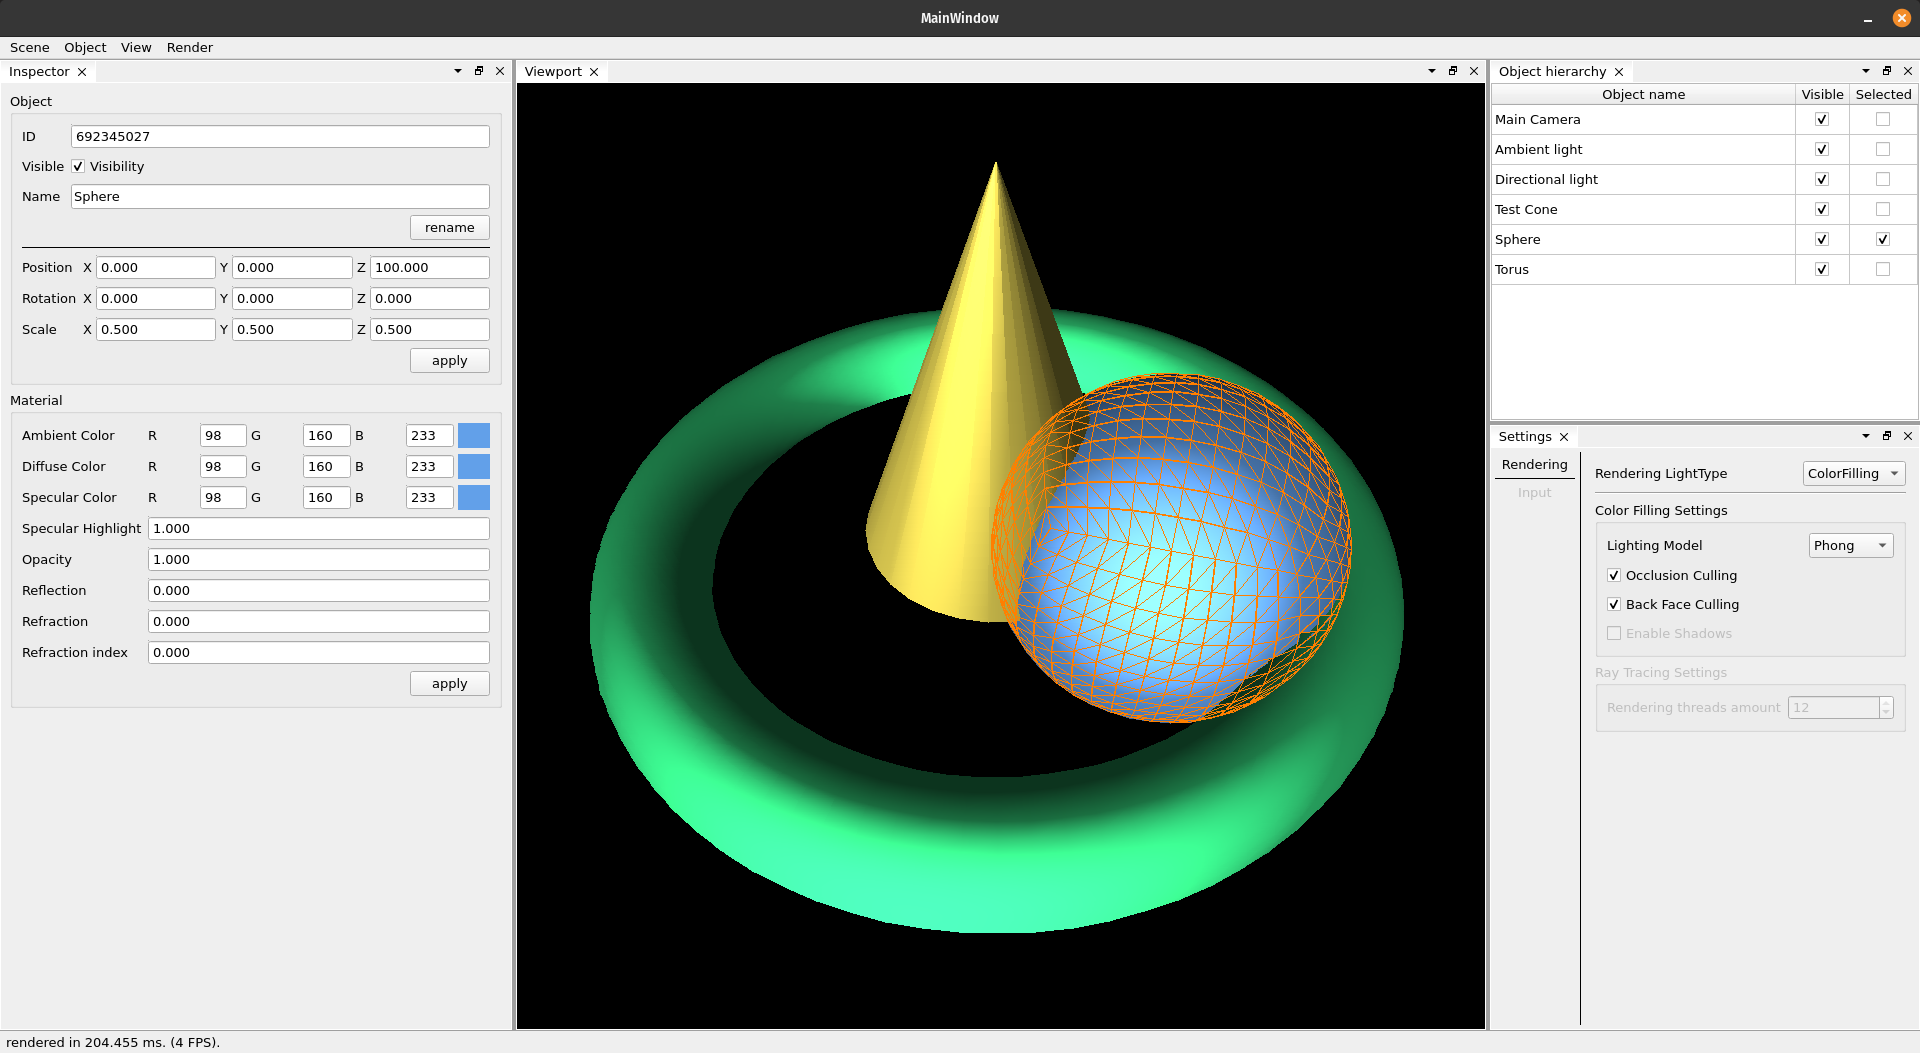 MainWindow
Scene Object View Render
Inspector
Object
ID 692345027
Visible Visibility
Name Sphere
rename
Position X 0.000 Y 0.000 Z 100.000
Rotation X 0.000 Y 0.000 Z 0.000
Scale X 0.500 Y 0.500 Z 0.500
apply
Material
Ambient Color R 98 G 160 B 233
Diffuse Color R 98 G 160 B 233
Specular Color R 98 G 160 B 233
Specular Highlight 1.000
Opacity 1.000
Reflection 0.000
Refraction 0.000
Refraction index 0.000
apply
Viewport
Object hierarchy
Object name Visible Selected
Main Camera
Ambient light
Directional light
Test Cone
Sphere
Torus
Settings
Rendering
Input
Rendering LightType ColorFilling
Color Filling Settings
Lighting Model Phong
Occlusion Culling
Back Face Culling
Enable Shadows
Ray Tracing Settings
Rendering threads amount 12
rendered in 204.455 ms. (4 FPS).